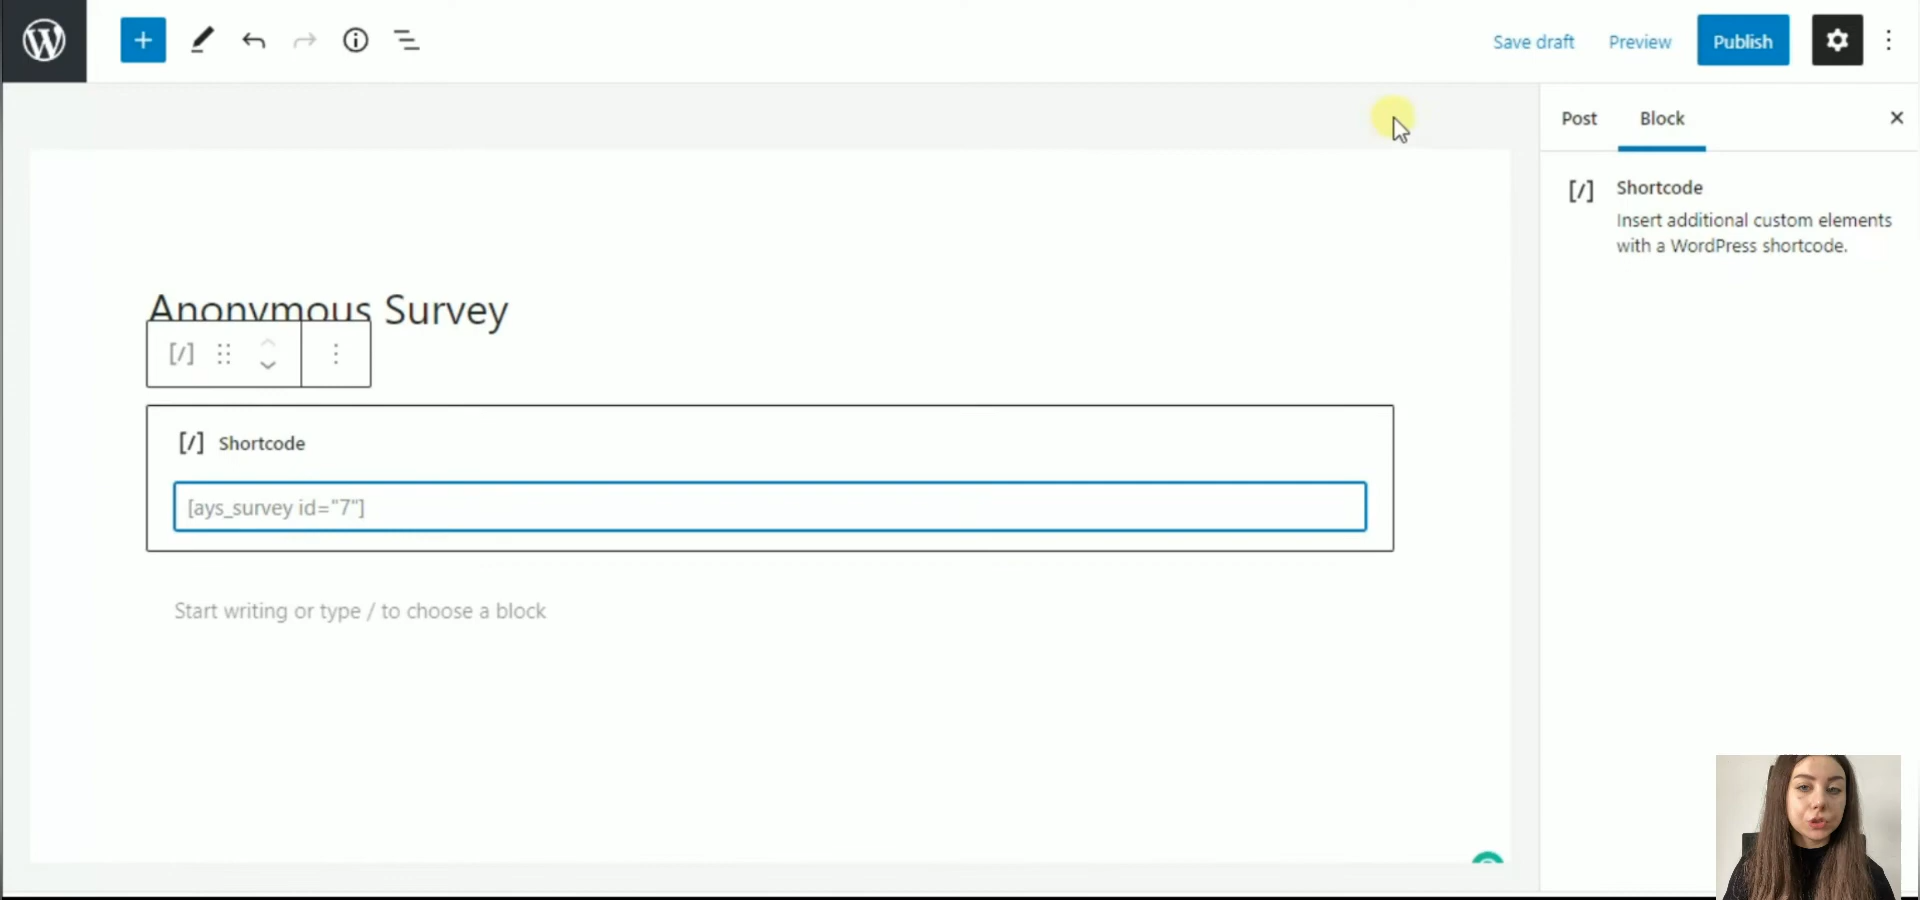 Save draft
Preview
Publish
Post
Block
Shortcode
Insert additional custom elements
with a WordPress shortcode.
Anonymous Survey
[/]
[/] Shortcode
[ays_survey id="7"]
Start writing or type / to choose a block